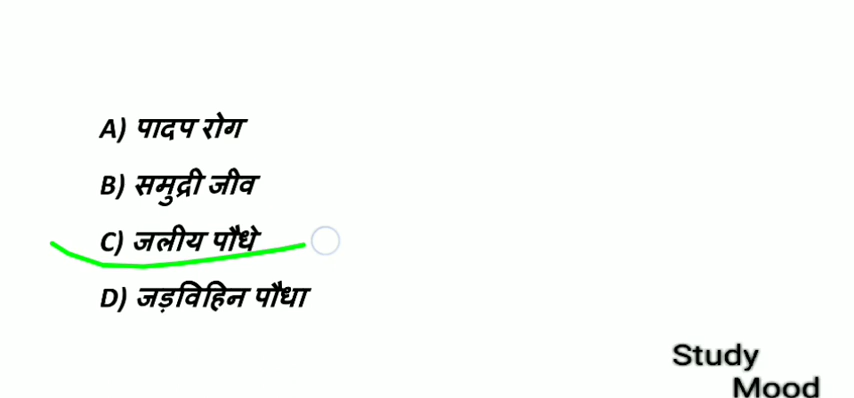 A) पादप रोग
B) समुद्री जीव
C) जलीय पौधे
D) जड़विहिन पौधा
Study
Mood